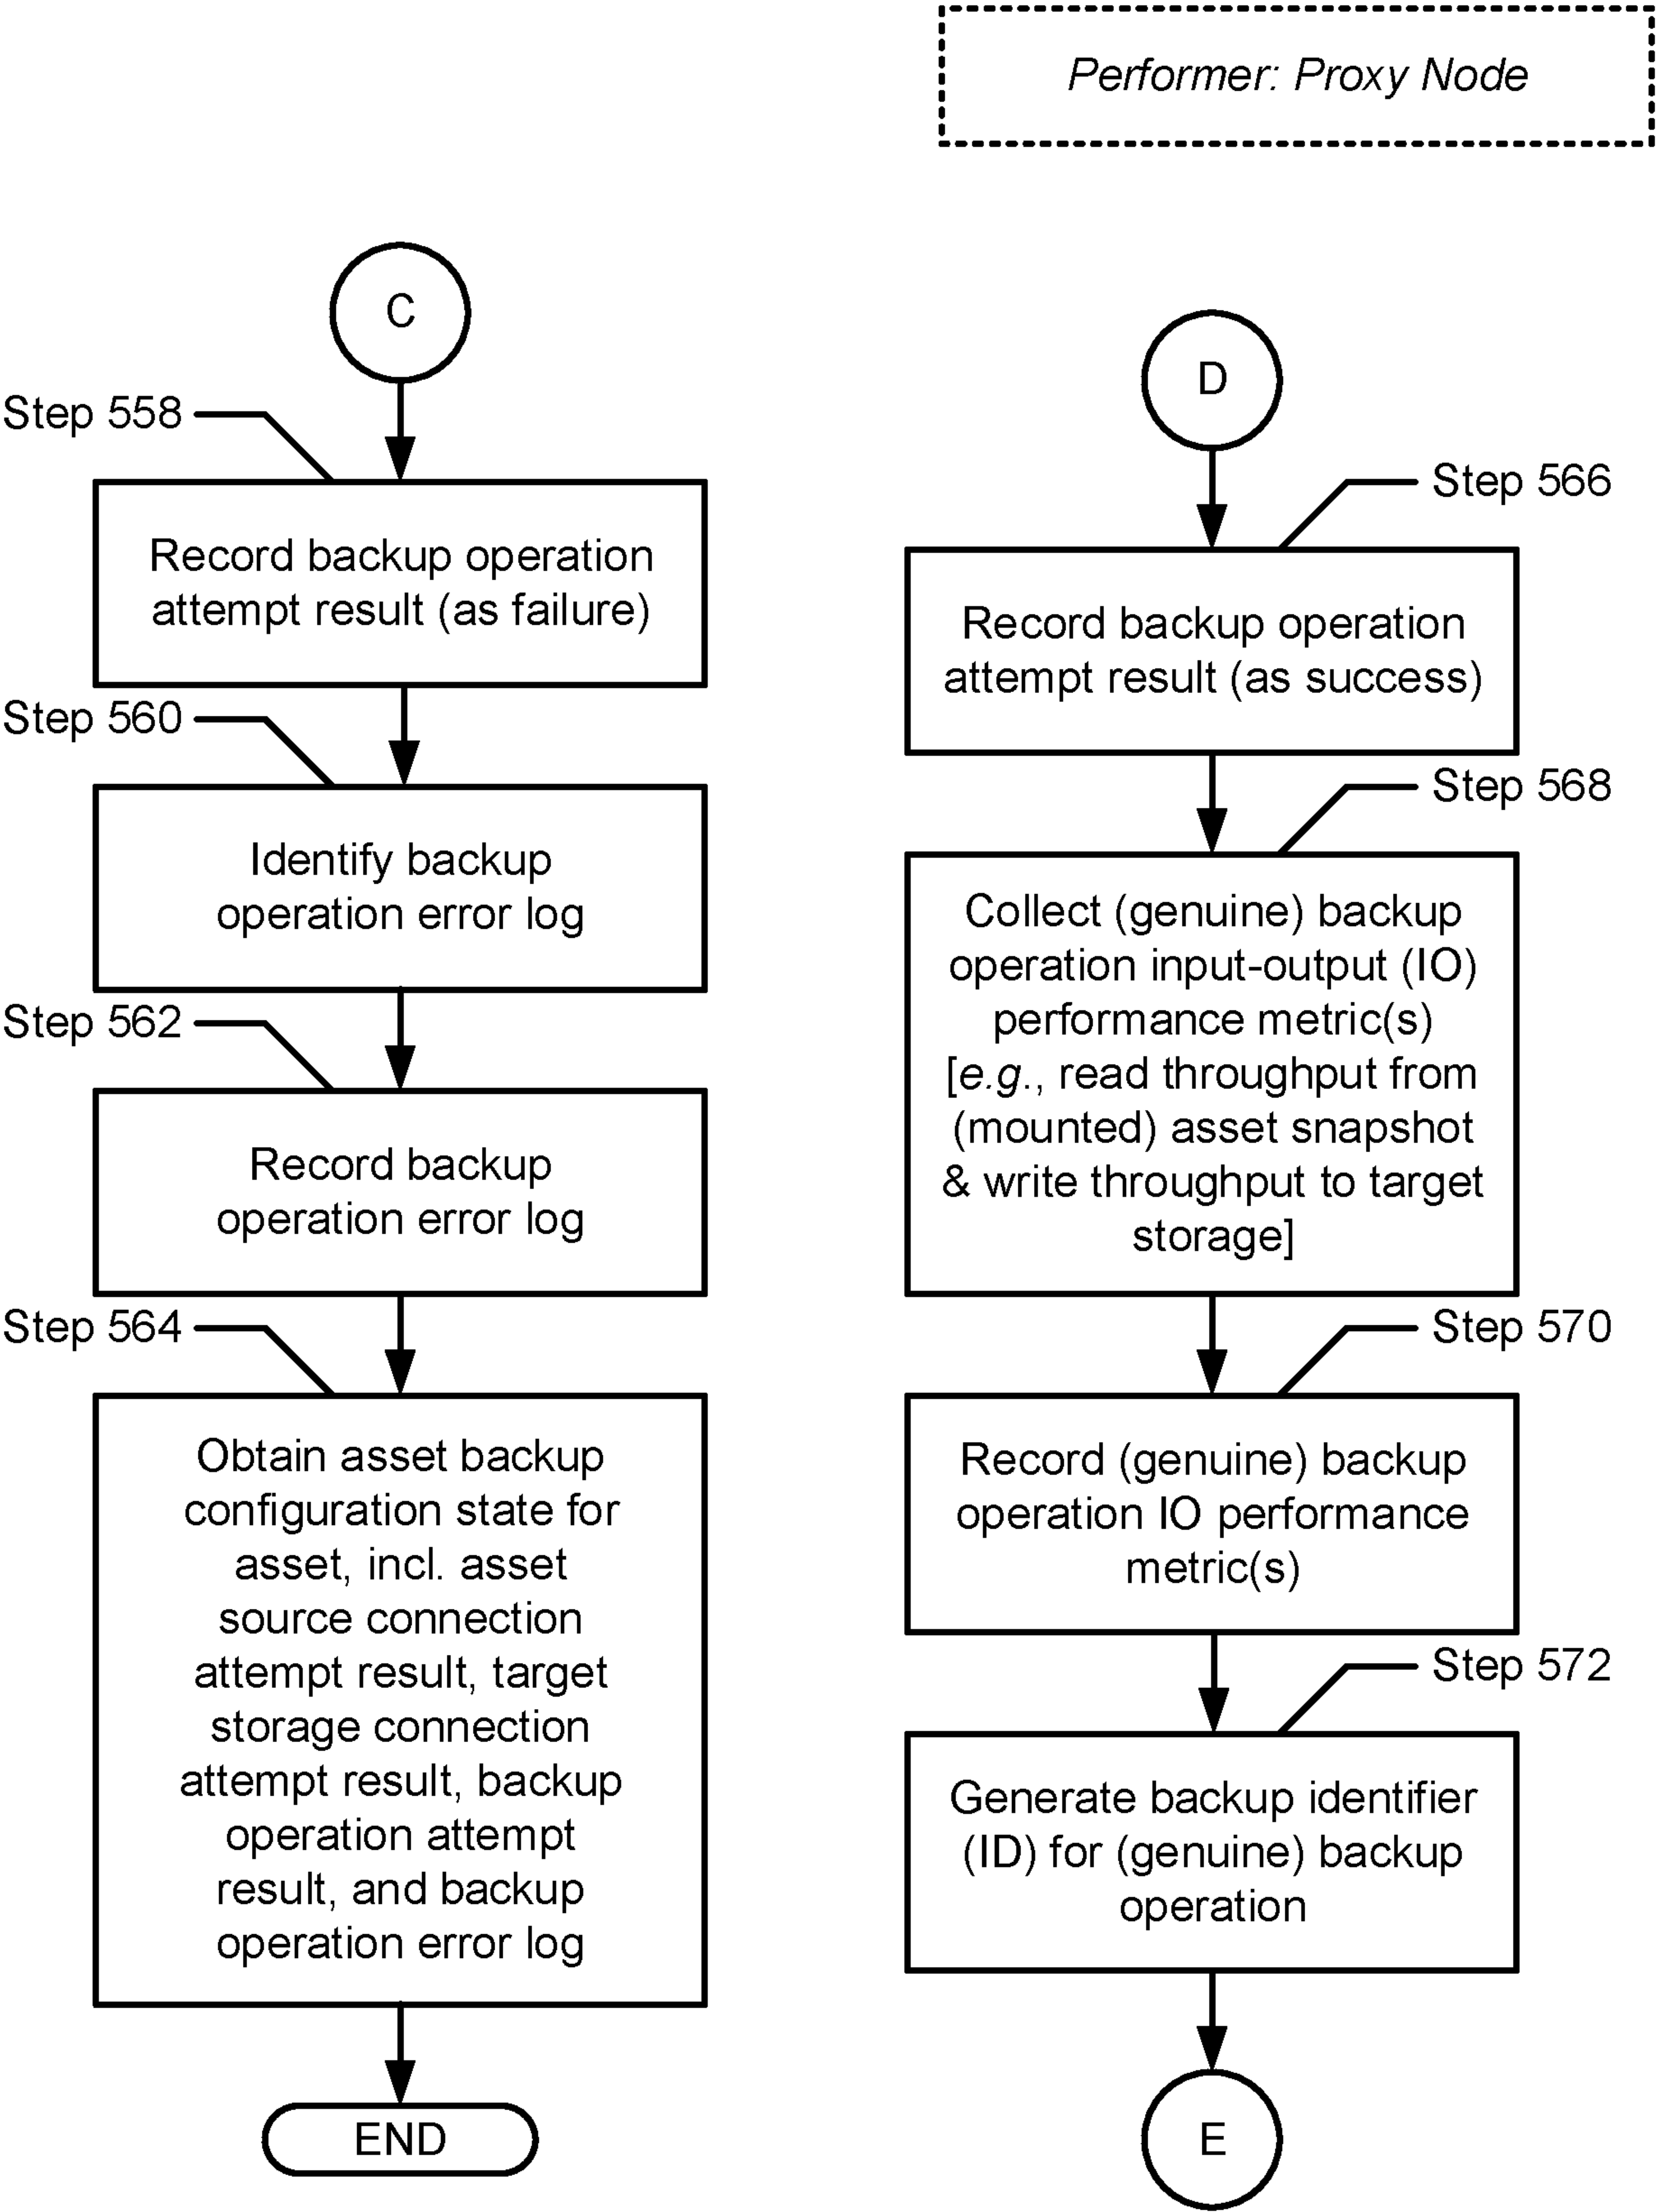 Performer: Proxy Node
C
Step 558
Record backup operation
attempt result (as failure)
Step 560
Identify backup
operation error log
Step 562
Record backup
operation error log
Step 564
Obtain asset backup
configuration state for
asset, incl. asset
source connection
attempt result, target
storage connection
attempt result, backup
operation attempt
result, and backup
operation error log
END
D
Step 566
Record backup operation
attempt result (as success)
Step 568
Collect (genuine) backup
operation input-output (IO)
performance metric(s)
[e.g., read throughput from
(mounted) asset snapshot
& write throughput to target
storage]
Step 570
Record (genuine) backup
operation IO performance
metric(s)
Step 572
Generate backup identifier
(ID) for (genuine) backup
operation
E